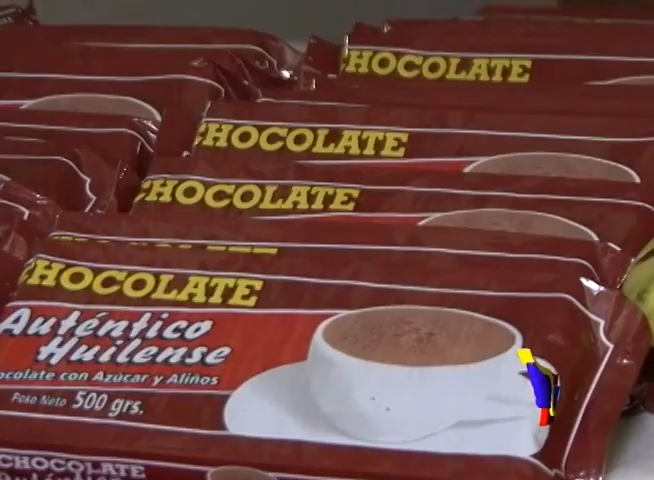 CHOCOLATE
CHOCOLATE
CHOCOLATE
CHOCOLATE
Auténtico
Huilense
ocolate con Azúcar y Aliños
Peso Neto 500 grs.
CHOCOLATE